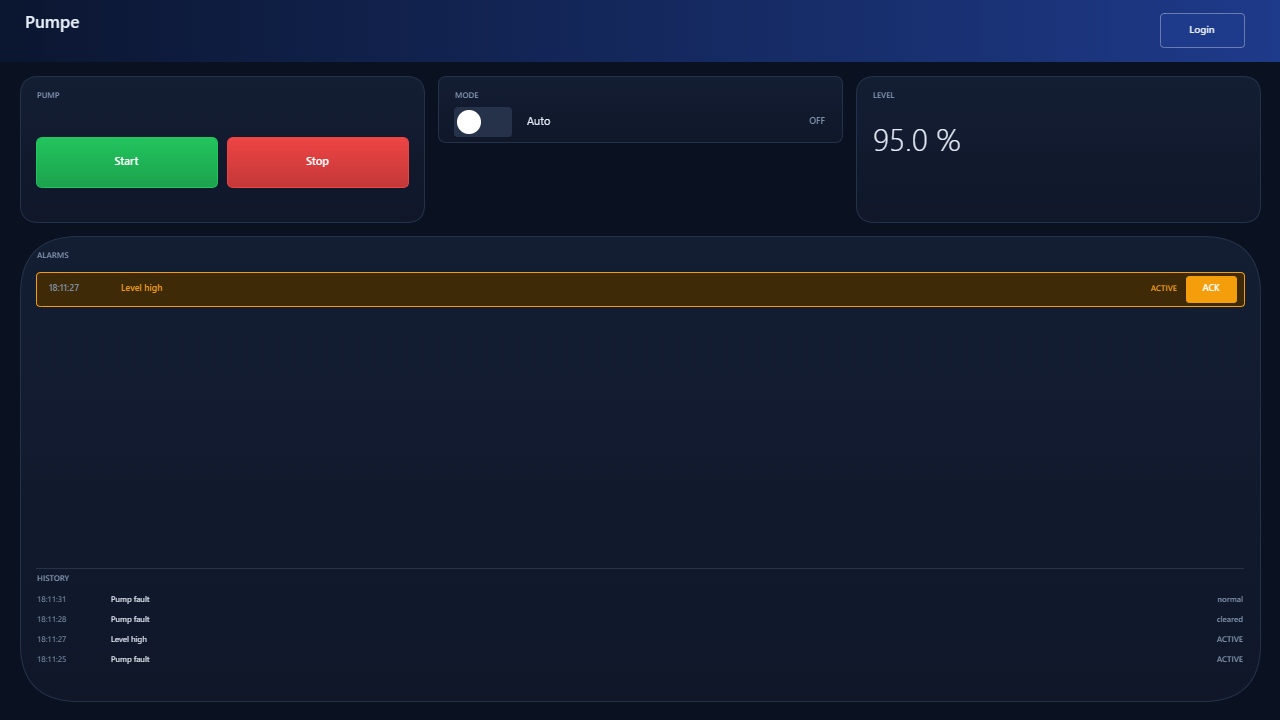 Pumpe
Login
PUMP
Start
Stop
MODE
Auto
OFF
LEVEL
95.0 %
ALARMS
18:11:27 Level high ACTIVE ACK
HISTORY
18:11:31 Pump fault normal
18:11:28 Pump fault cleared
18:11:27 Level high ACTIVE
18:11:25 Pump fault ACTIVE